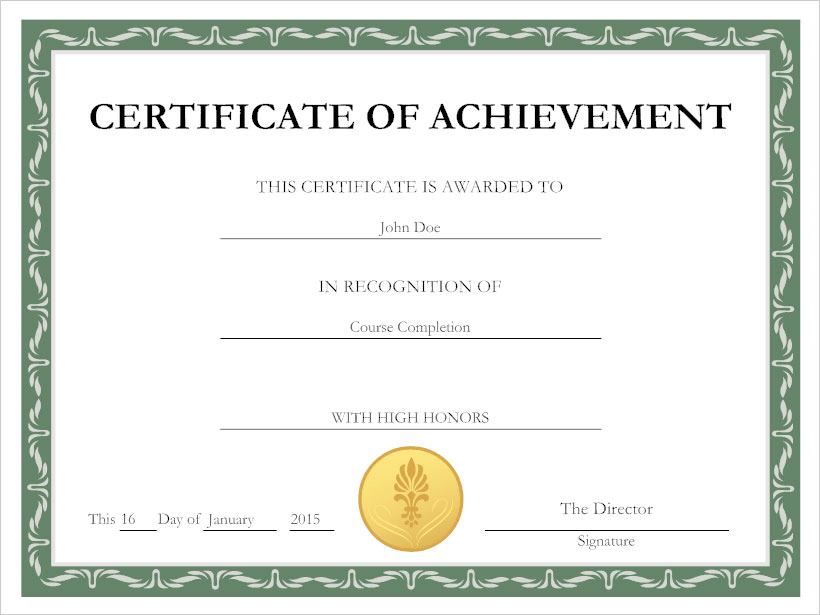 CERTIFICATE OF ACHIEVEMENT
THIS CERTIFICATE IS AWARDED TO
John Doe
IN RECOGNITION OF
Course Completion
WITH HIGH HONORS
This 16 Day of January 2015
The Director
Signature